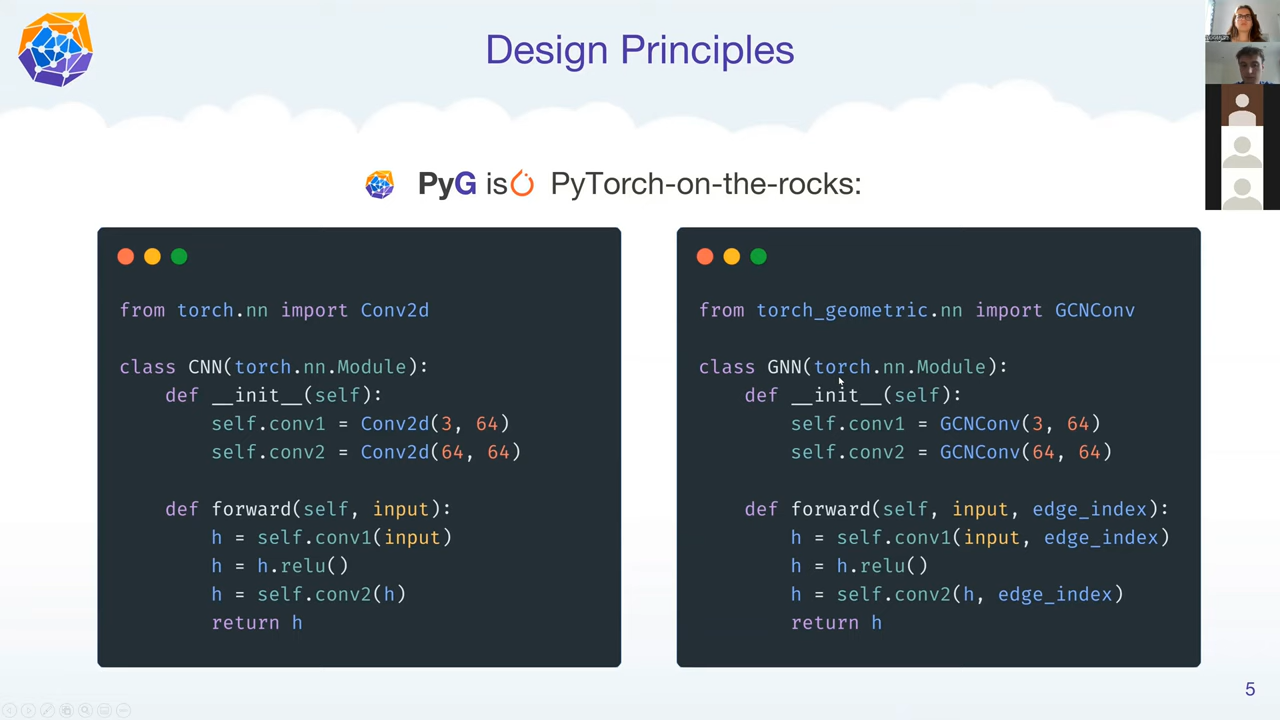 Design Principles
PyG is PyTorch-on-the-rocks:
from torch.nn import Conv2d
class CNN(torch.nn.Module):
def __init__(self):
self.conv1 = Conv2d(3, 64)
self.conv2 = Conv2d(64, 64)
def forward(self, input):
h = self.conv1(input)
h = h.relu()
h = self.conv2(h)
return h
from torch_geometric.nn import GCNConv
class GNN(torch.nn.Module):
def __init__(self):
self.conv1 = GCNConv(3, 64)
self.conv2 = GCNConv(64, 64)
def forward(self, input, edge_index):
h = self.conv1(input, edge_index)
h = h.relu()
h = self.conv2(h, edge_index)
return h
5